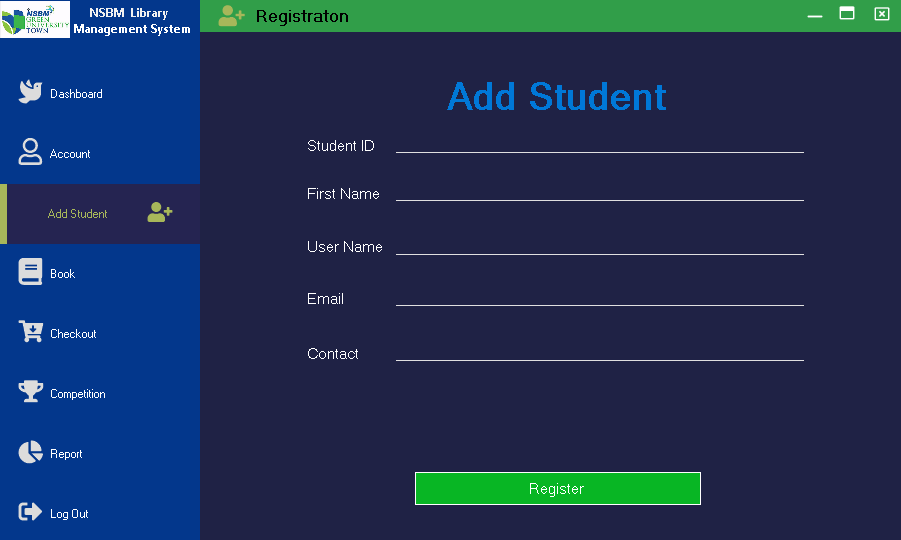 NSBM
GREEN
UNIVERSITY
TOWN
NSBM Library
Management System
Registraton
Dashboard
Account
Add Student
Book
Checkout
Competition
Report
Log Out
Add Student
Student ID
First Name
User Name
Email
Contact
Register